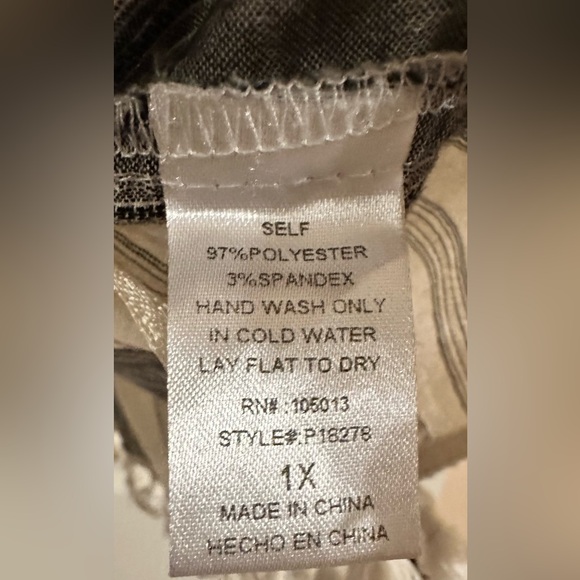 SELF
97%POLYESTER
3%SPANDEX
HAND WASH ONLY
IN COLD WATER
LAY FLAT TO DRY
RN# :105013
STYLE#:P18278
1X
MADE IN CHINA
HECHO EN CHINA